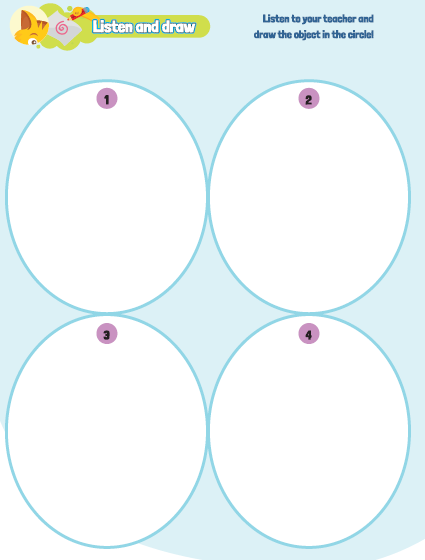 Listen and draw
Listen to your teacher and
draw the object in the circle!
1
2
3
4